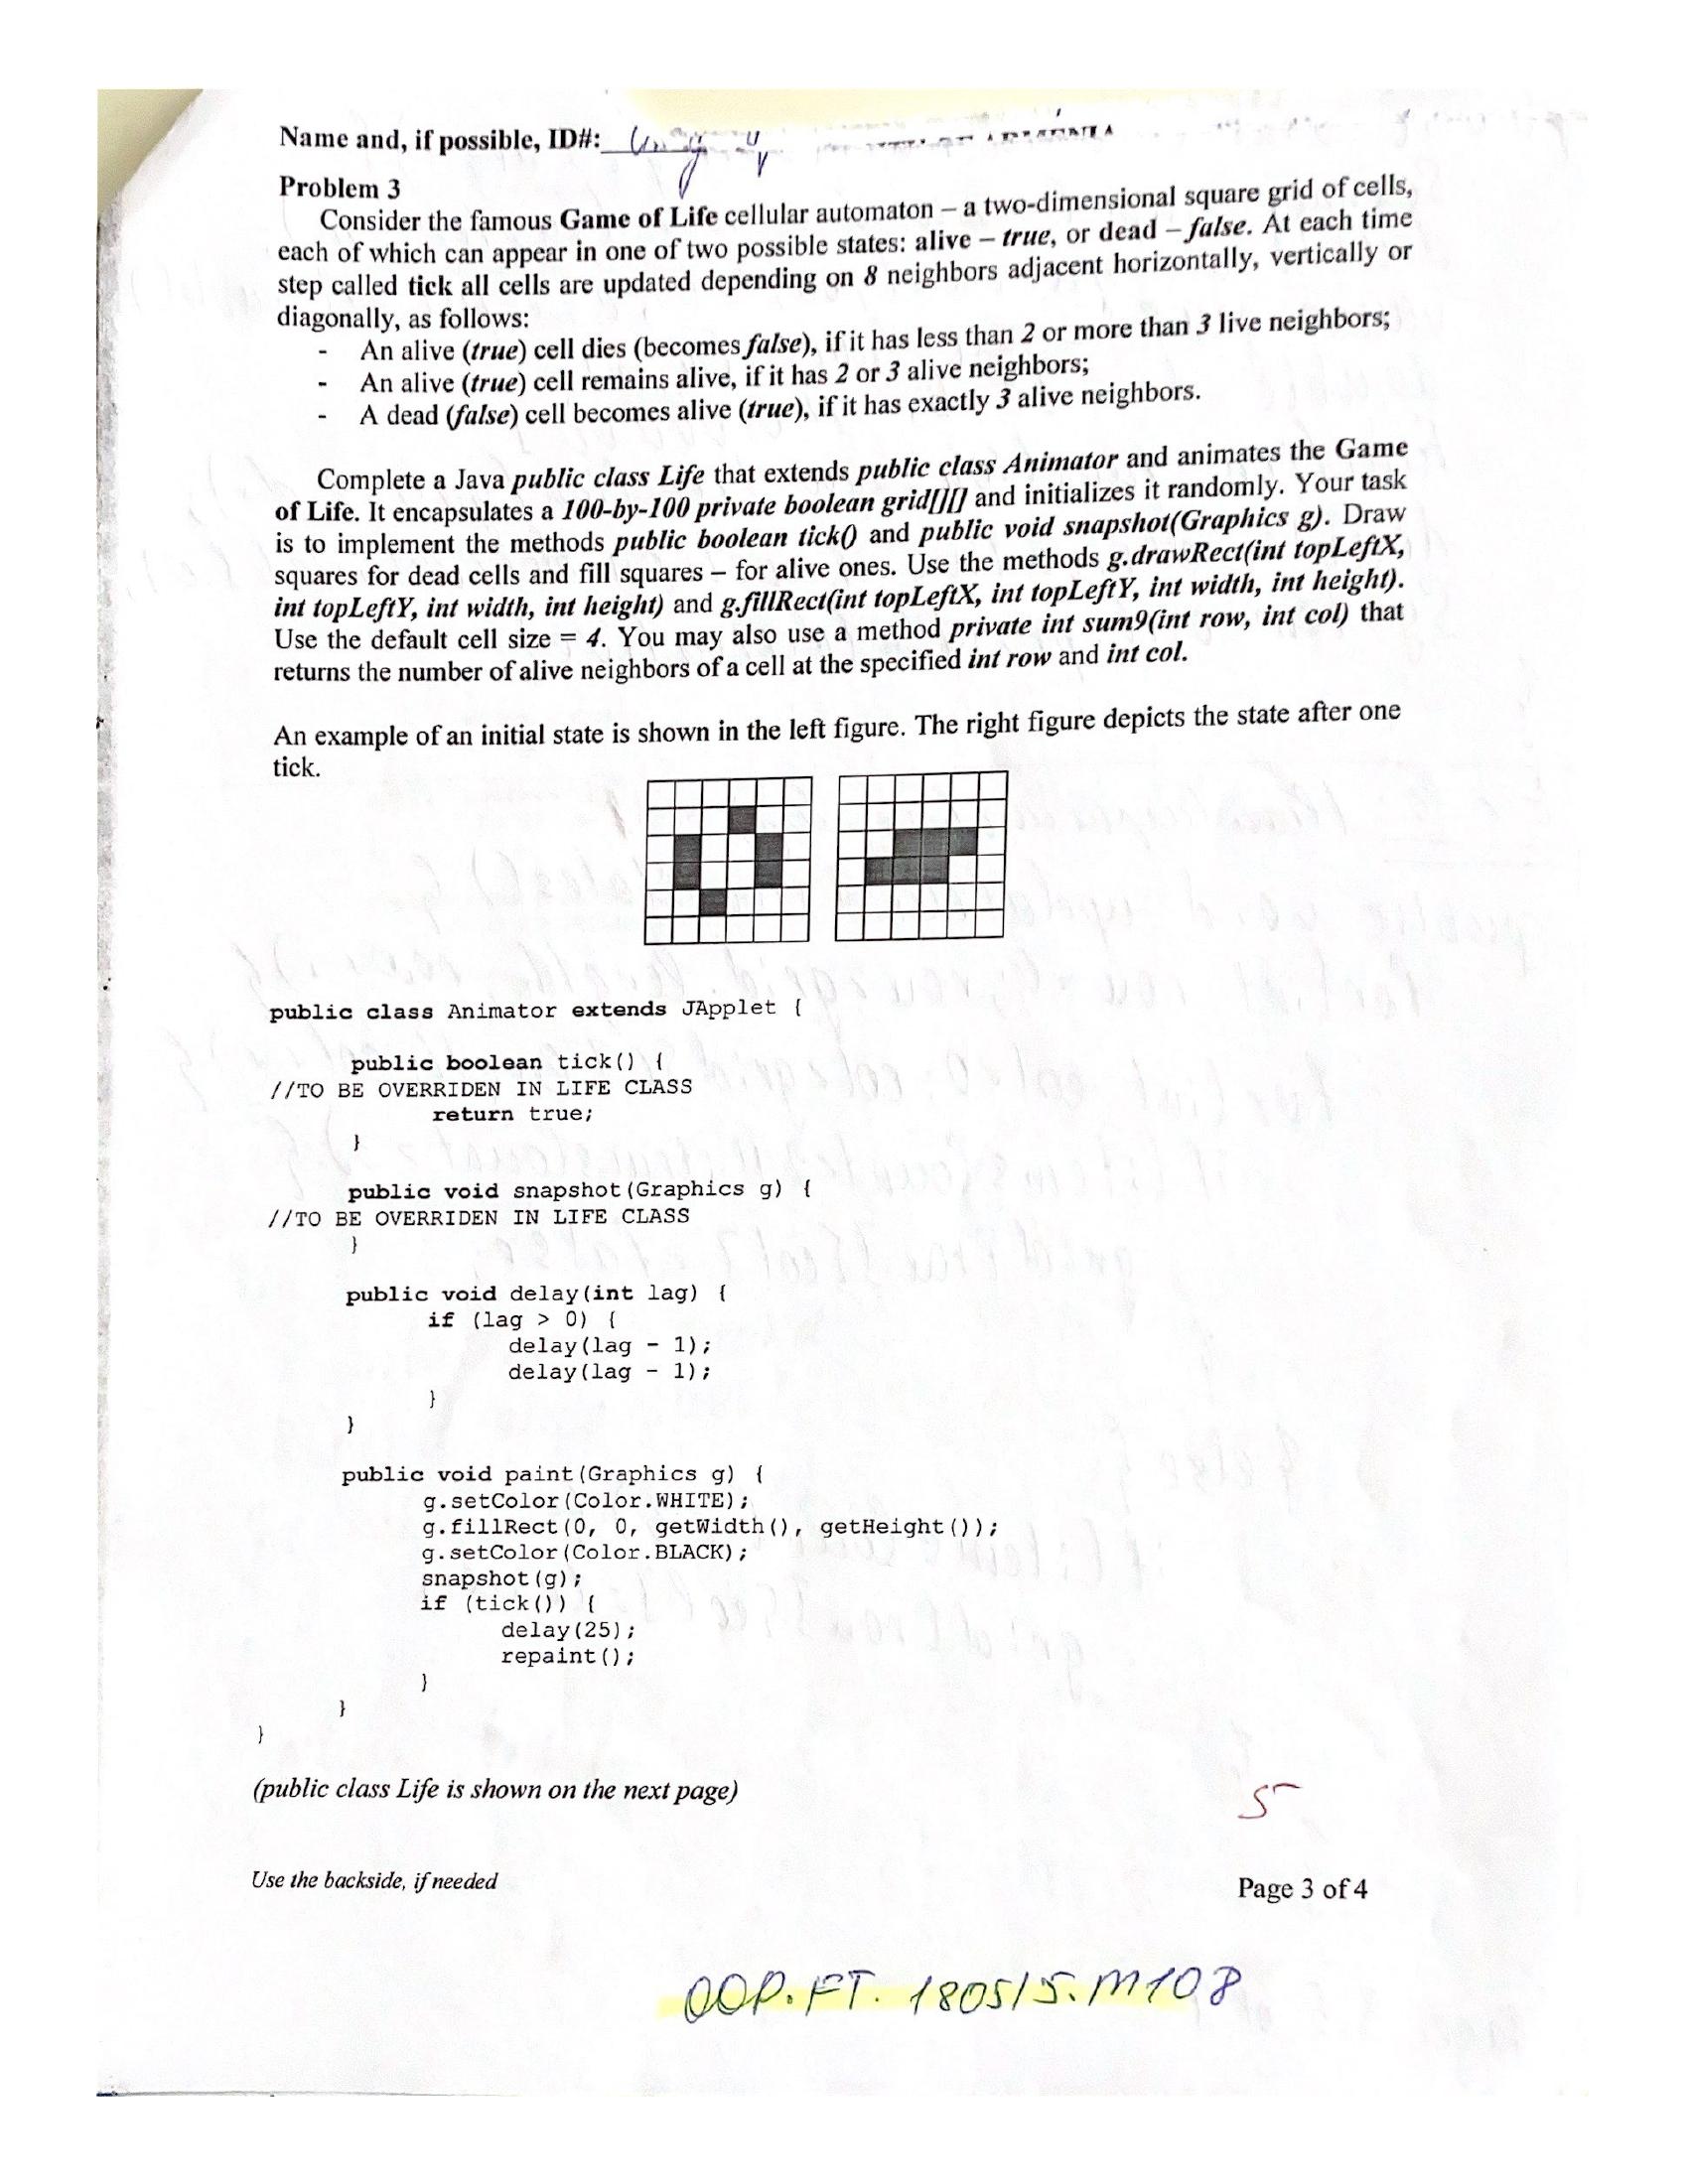 Name and, if possible, ID#:
Problem 3
Consider the famous Game of Life cellular automaton – a two-dimensional square grid of cells,
each of which can appear in one of two possible states: alive – true, or dead – false. At each time
step called tick all cells are updated depending on 8 neighbors adjacent horizontally, vertically or
diagonally, as follows:
- An alive (true) cell dies (becomes false), if it has less than 2 or more than 3 live neighbors;
- An alive (true) cell remains alive, if it has 2 or 3 alive neighbors;
- A dead (false) cell becomes alive (true), if it has exactly 3 alive neighbors.
Complete a Java public class Life that extends public class Animator and animates the Game
of Life. It encapsulates a 100-by-100 private boolean grid[][] and initializes it randomly. Your task
is to implement the methods public boolean tick() and public void snapshot(Graphics g). Draw
squares for dead cells and fill squares – for alive ones. Use the methods g.drawRect(int topLeftX,
int topLeftY, int width, int height) and g.fillRect(int topLeftX, int topLeftY, int width, int height).
Use the default cell size = 4. You may also use a method private int sum9(int row, int col) that
returns the number of alive neighbors of a cell at the specified int row and int col.
An example of an initial state is shown in the left figure. The right figure depicts the state after one
tick.
public class Animator extends JApplet {
public boolean tick() {
//TO BE OVERRIDEN IN LIFE CLASS
return true;
}
public void snapshot(Graphics g) {
//TO BE OVERRIDEN IN LIFE CLASS
}
public void delay(int lag) {
if (lag > 0) {
delay(lag - 1);
delay(lag - 1);
}
}
public void paint(Graphics g) {
g.setColor(Color.WHITE);
g.fillRect(0, 0, getWidth(), getHeight());
g.setColor(Color.BLACK);
snapshot(g);
if (tick()) {
delay(25);
repaint();
}
}
}
(public class Life is shown on the next page)
5
Use the backside, if needed
Page 3 of 4
OOP.FT. 180515.M108